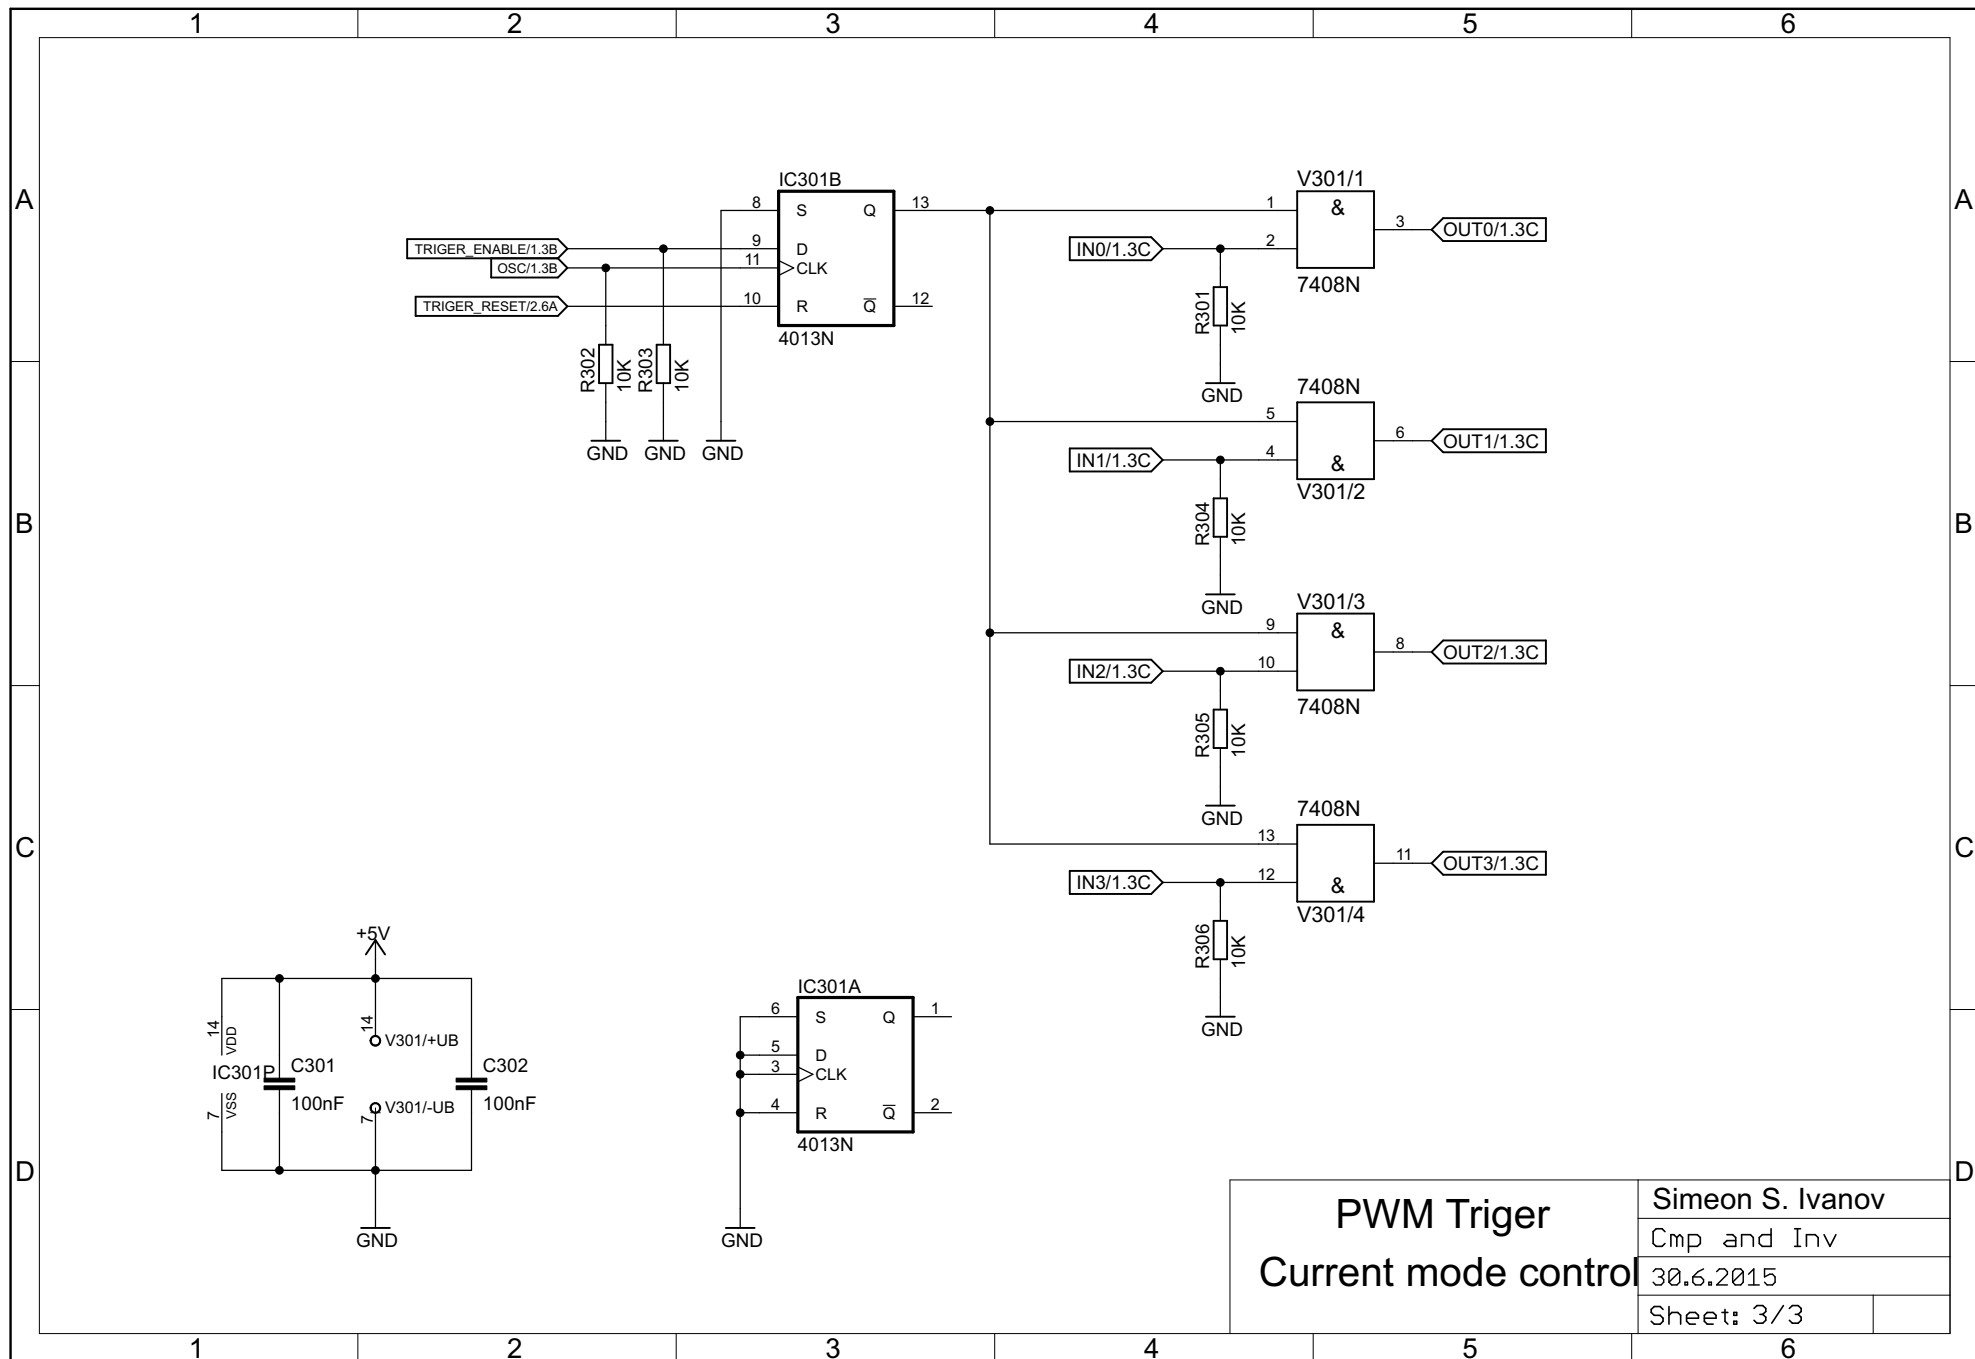 1 2 3 4 5 6
A A
IC301B
8 S Q 13
TRIGER_ENABLE/1.3B 9 D
OSC/1.3B 11 CLK
TRIGER_RESET/2.6A 10 R Q 12
4013N
R302 10K
R303 10K
GND GND GND
V301/1
1 &
3 OUT0/1.3C
IN0/1.3C 2
7408N
R301 10K
GND
7408N
5
6 OUT1/1.3C
IN1/1.3C 4 &
V301/2
R304 10K
GND
B B
V301/3
9 &
8 OUT2/1.3C
IN2/1.3C 10
7408N
R305 10K
GND
7408N
13
11 OUT3/1.3C
IN3/1.3C 12 &
V301/4
R306 10K
GND
C C
+5V
14 VDD
14 V301/+UB
IC301P
C301
100nF
C302
100nF
7 VSS
7 V301/-UB
GND
IC301A
6 S Q 1
5 D
3 CLK
4 R Q 2
4013N
GND
D D
PWM Triger
Current mode control
Simeon S. Ivanov
Cmp and Inv
30.6.2015
Sheet: 3/3
1 2 3 4 5 6